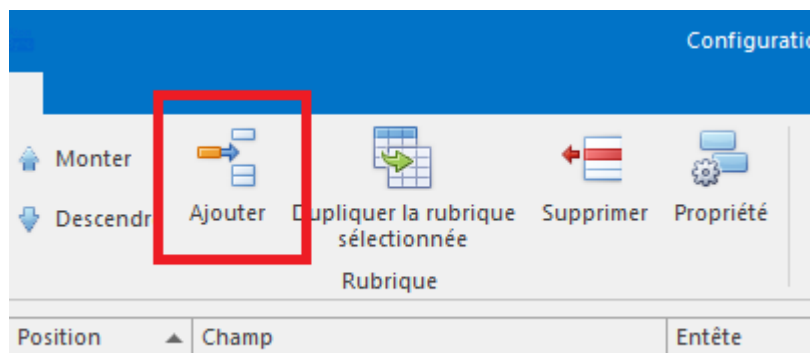 Configuratio
Monter
Descendr
Ajouter
Dupliquer la rubrique
sélectionnée
Supprimer
Propriété
Rubrique
Position
Champ
Entête